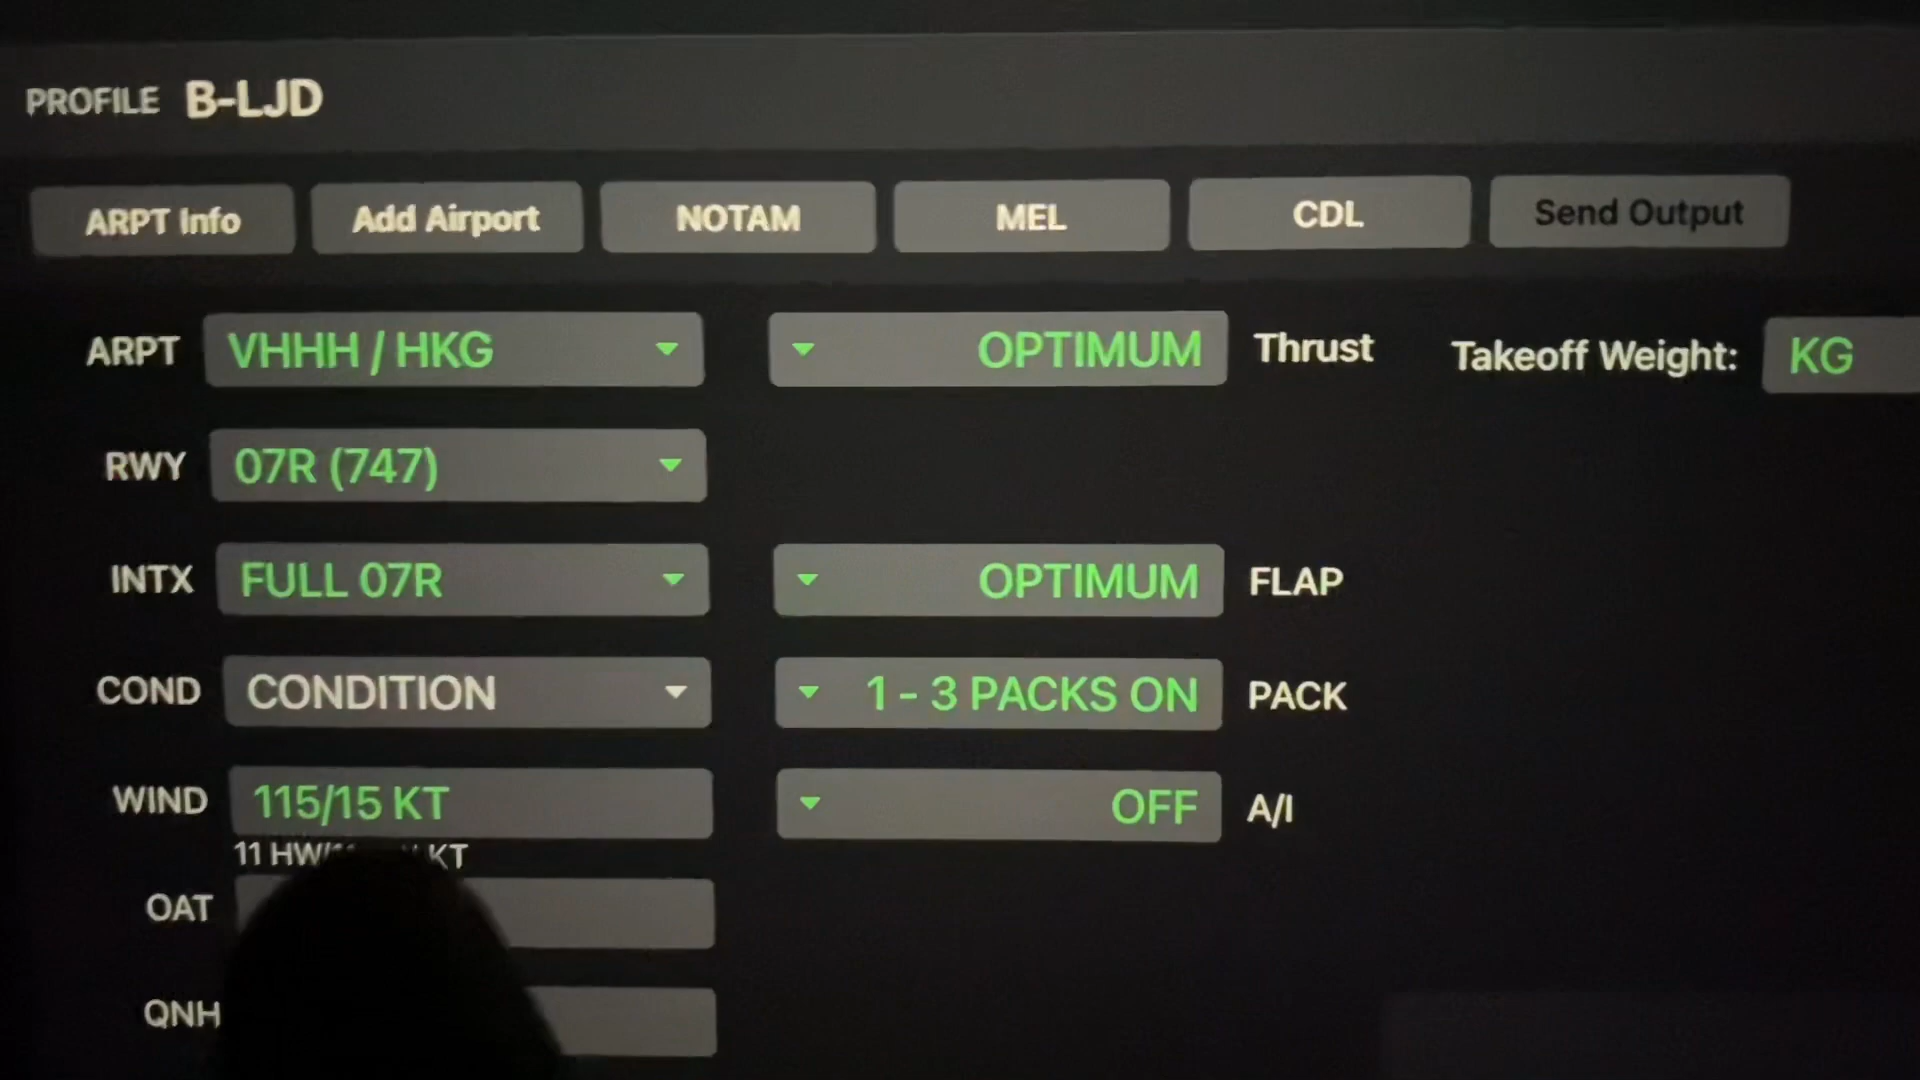 PROFILE B-LJD
ARPT Info Add Airport NOTAM MEL CDL Send Output
ARPT VHHH / HKG OPTIMUM Thrust Takeoff Weight: KG
RWY 07R (747)
INTX FULL 07R OPTIMUM FLAP
COND CONDITION 1 - 3 PACKS ON PACK
WIND 115/15 KT OFF A/I
11 HW/ KT
OAT
QNH